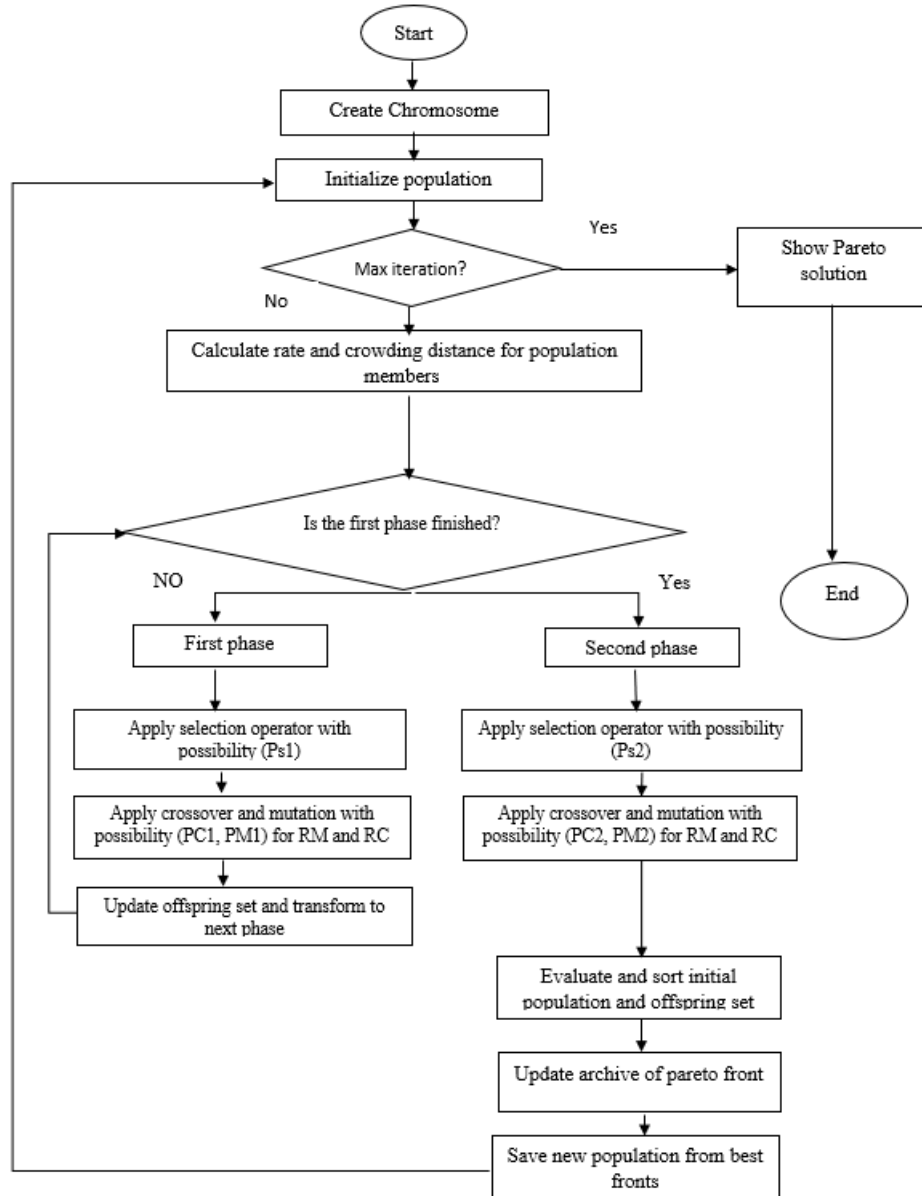 Start
Create Chromosome
Initialize population
Yes
Max iteration?
Show Pareto
solution
No
Calculate rate and crowding distance for population
members
Is the first phase finished?
NO
Yes
End
First phase
Second phase
Apply selection operator with
possibility (Ps1)
Apply selection operator with possibility
(Ps2)
Apply crossover and mutation with
possibility (PC1, PM1) for RM and RC
Apply crossover and mutation with
possibility (PC2, PM2) for RM and RC
Update offspring set and transform to
next phase
Evaluate and sort initial
population and offspring set
Update archive of pareto front
Save new population from best
fronts